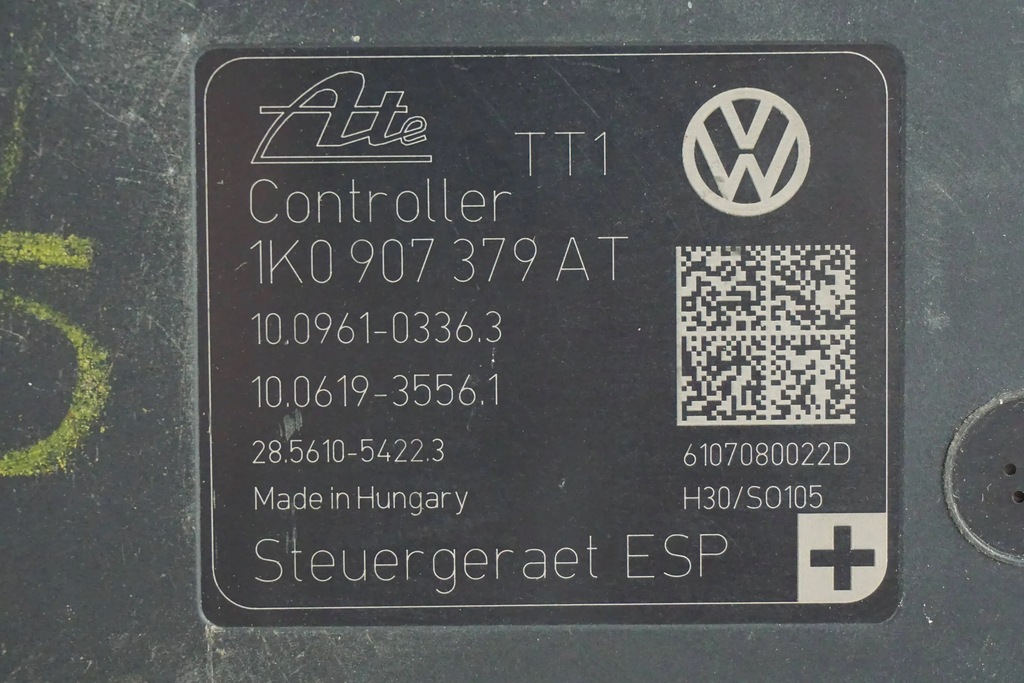 Ate
TT1
Controller
1K0 907 379 AT
10.0961-0336.3
10.0619-3556.1
28.5610-5422.3
6107080022D
Made in Hungary
H30/SO105
Steuergeraet ESP